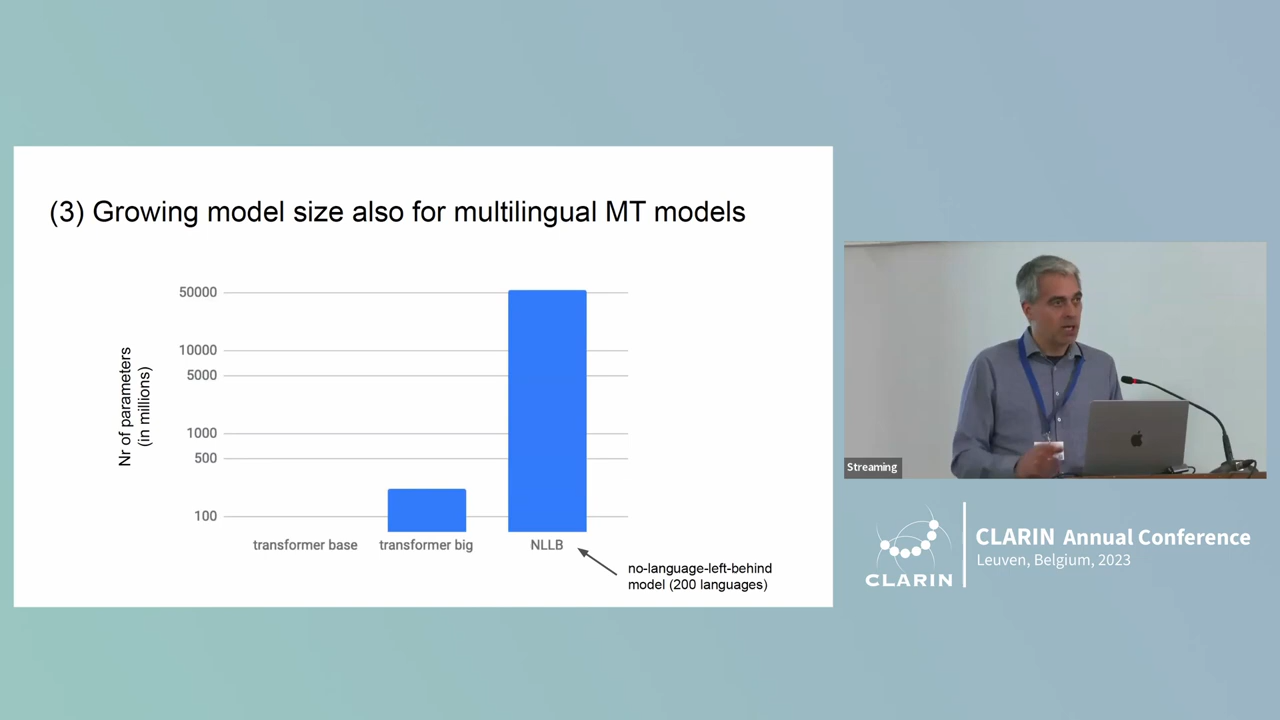 (3) Growing model size also for multilingual MT models
50000
10000
5000
1000
500
100
Nr of parameters
(in millions)
transformer base
transformer big
NLLB
no-language-left-behind
model (200 languages)
Streaming
CLARIN
CLARIN Annual Conference
Leuven, Belgium, 2023